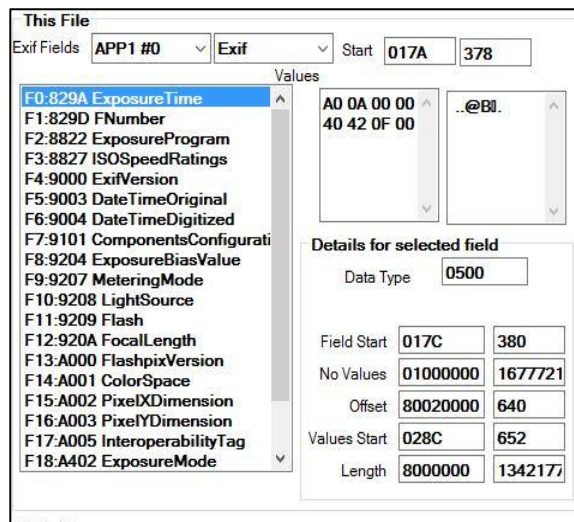 This File
Exif Fields APP1 #0 Exif Start 017A 378
Values
F0:829A ExposureTime
F1:829D FNumber
F2:8822 ExposureProgram
F3:8827 ISOSpeedRatings
F4:9000 ExifVersion
F5:9003 DateTimeOriginal
F6:9004 DateTimeDigitized
F7:9101 ComponentsConfigurati
F8:9204 ExposureBiasValue
F9:9207 MeteringMode
F10:9208 LightSource
F11:9209 Flash
F12:920A FocalLength
F13:A000 FlashpixVersion
F14:A001 ColorSpace
F15:A002 PixelXDimension
F16:A003 PixelYDimension
F17:A005 InteroperabilityTag
F18:A402 ExposureMode
A0 0A 00 00
40 42 0F 00
..@B▯.
Details for selected field
Data Type 0500
Field Start 017C 380
No Values 01000000 1677721
Offset 80020000 640
Values Start 028C 652
Length 8000000 1342177